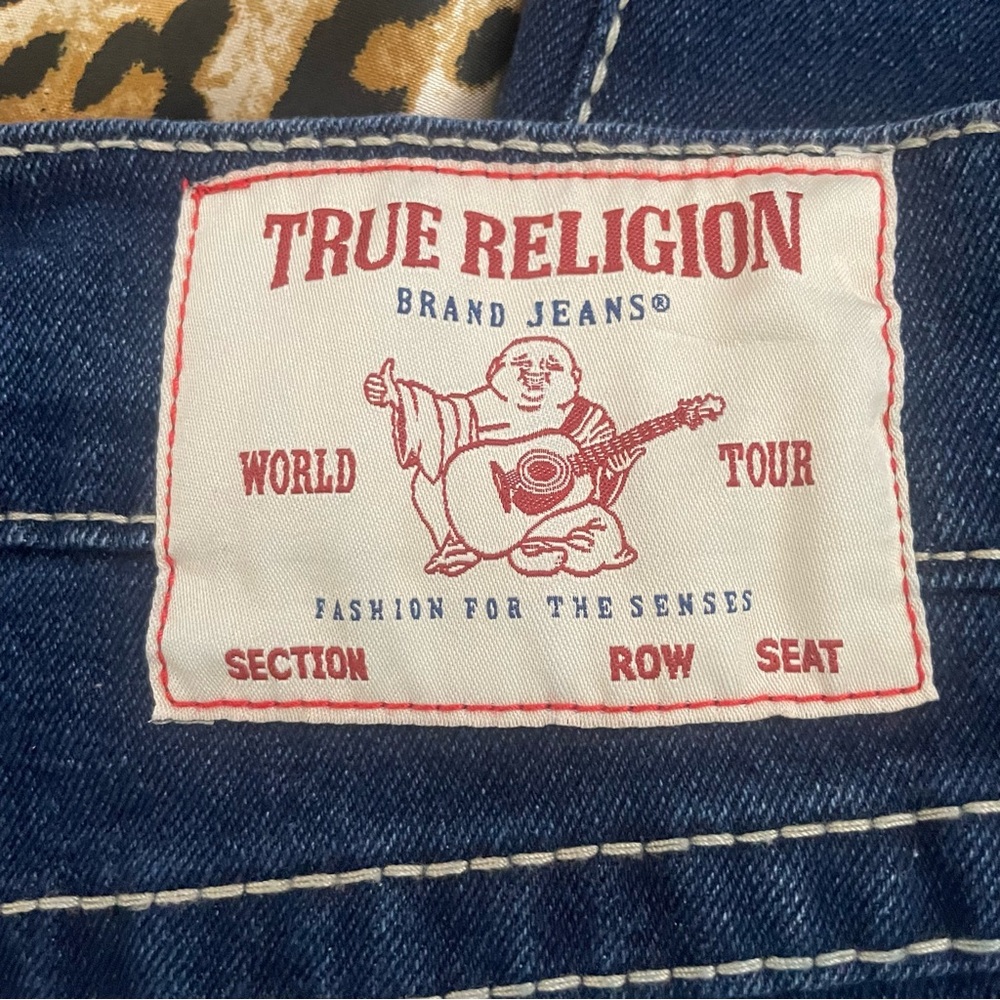 TRUE RELIGION
BRAND JEANS®
WORLD TOUR
FASHION FOR THE SENSES
SECTION ROW SEAT